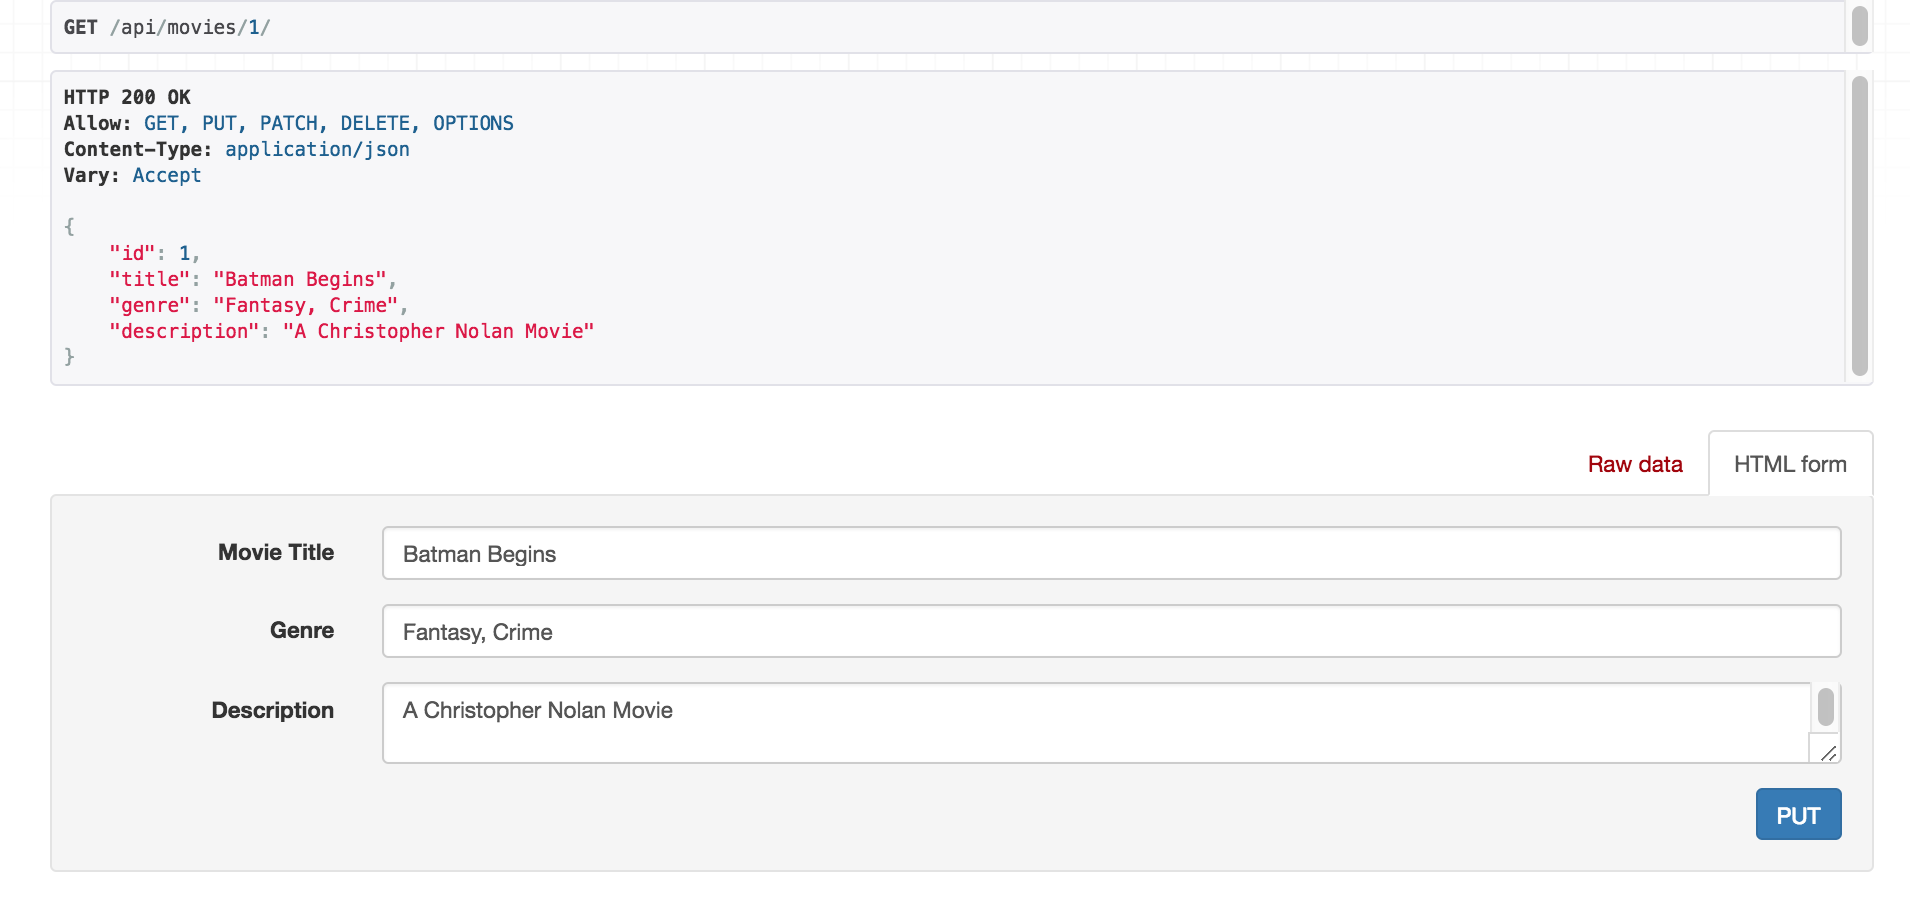 GET /api/movies/1/
HTTP 200 OK
Allow: GET, PUT, PATCH, DELETE, OPTIONS
Content-Type: application/json
Vary: Accept
{
    "id": 1,
    "title": "Batman Begins",
    "genre": "Fantasy, Crime",
    "description": "A Christopher Nolan Movie"
}
Raw data HTML form
Movie Title Batman Begins
Genre Fantasy, Crime
Description A Christopher Nolan Movie
PUT